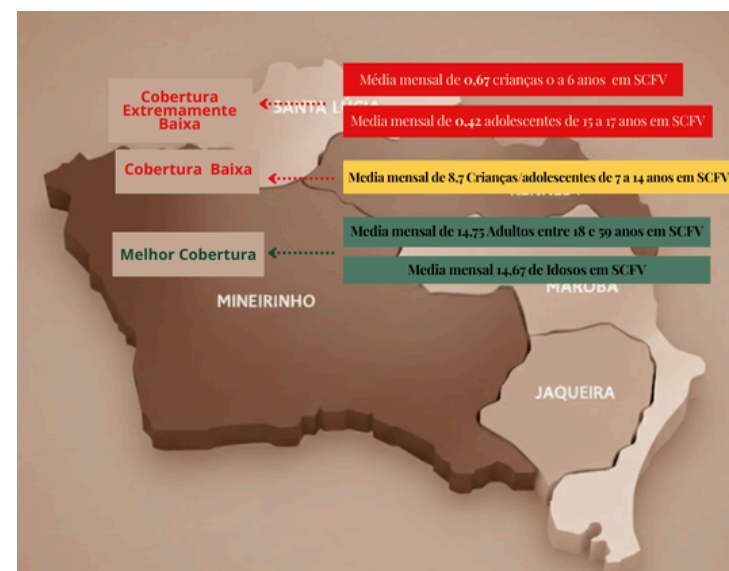 Média mensal de 0,67 crianças 0 a 6 anos em SCFV
Cobertura
Extremamente
Baixa
SANTA LÚCIA
Media mensal de 0,42 adolescentes de 15 a 17 anos em SCFV
Cobertura Baixa
Media mensal de 8,7 Crianças/adolescentes de 7 a 14 anos em SCFV
KENNEDY
Media mensal de 14,75 Adultos entre 18 e 59 anos em SCFV
Melhor Cobertura
Media mensal 14,67 de Idosos em SCFV
MAROBA
MINEIRINHO
JAQUEIRA